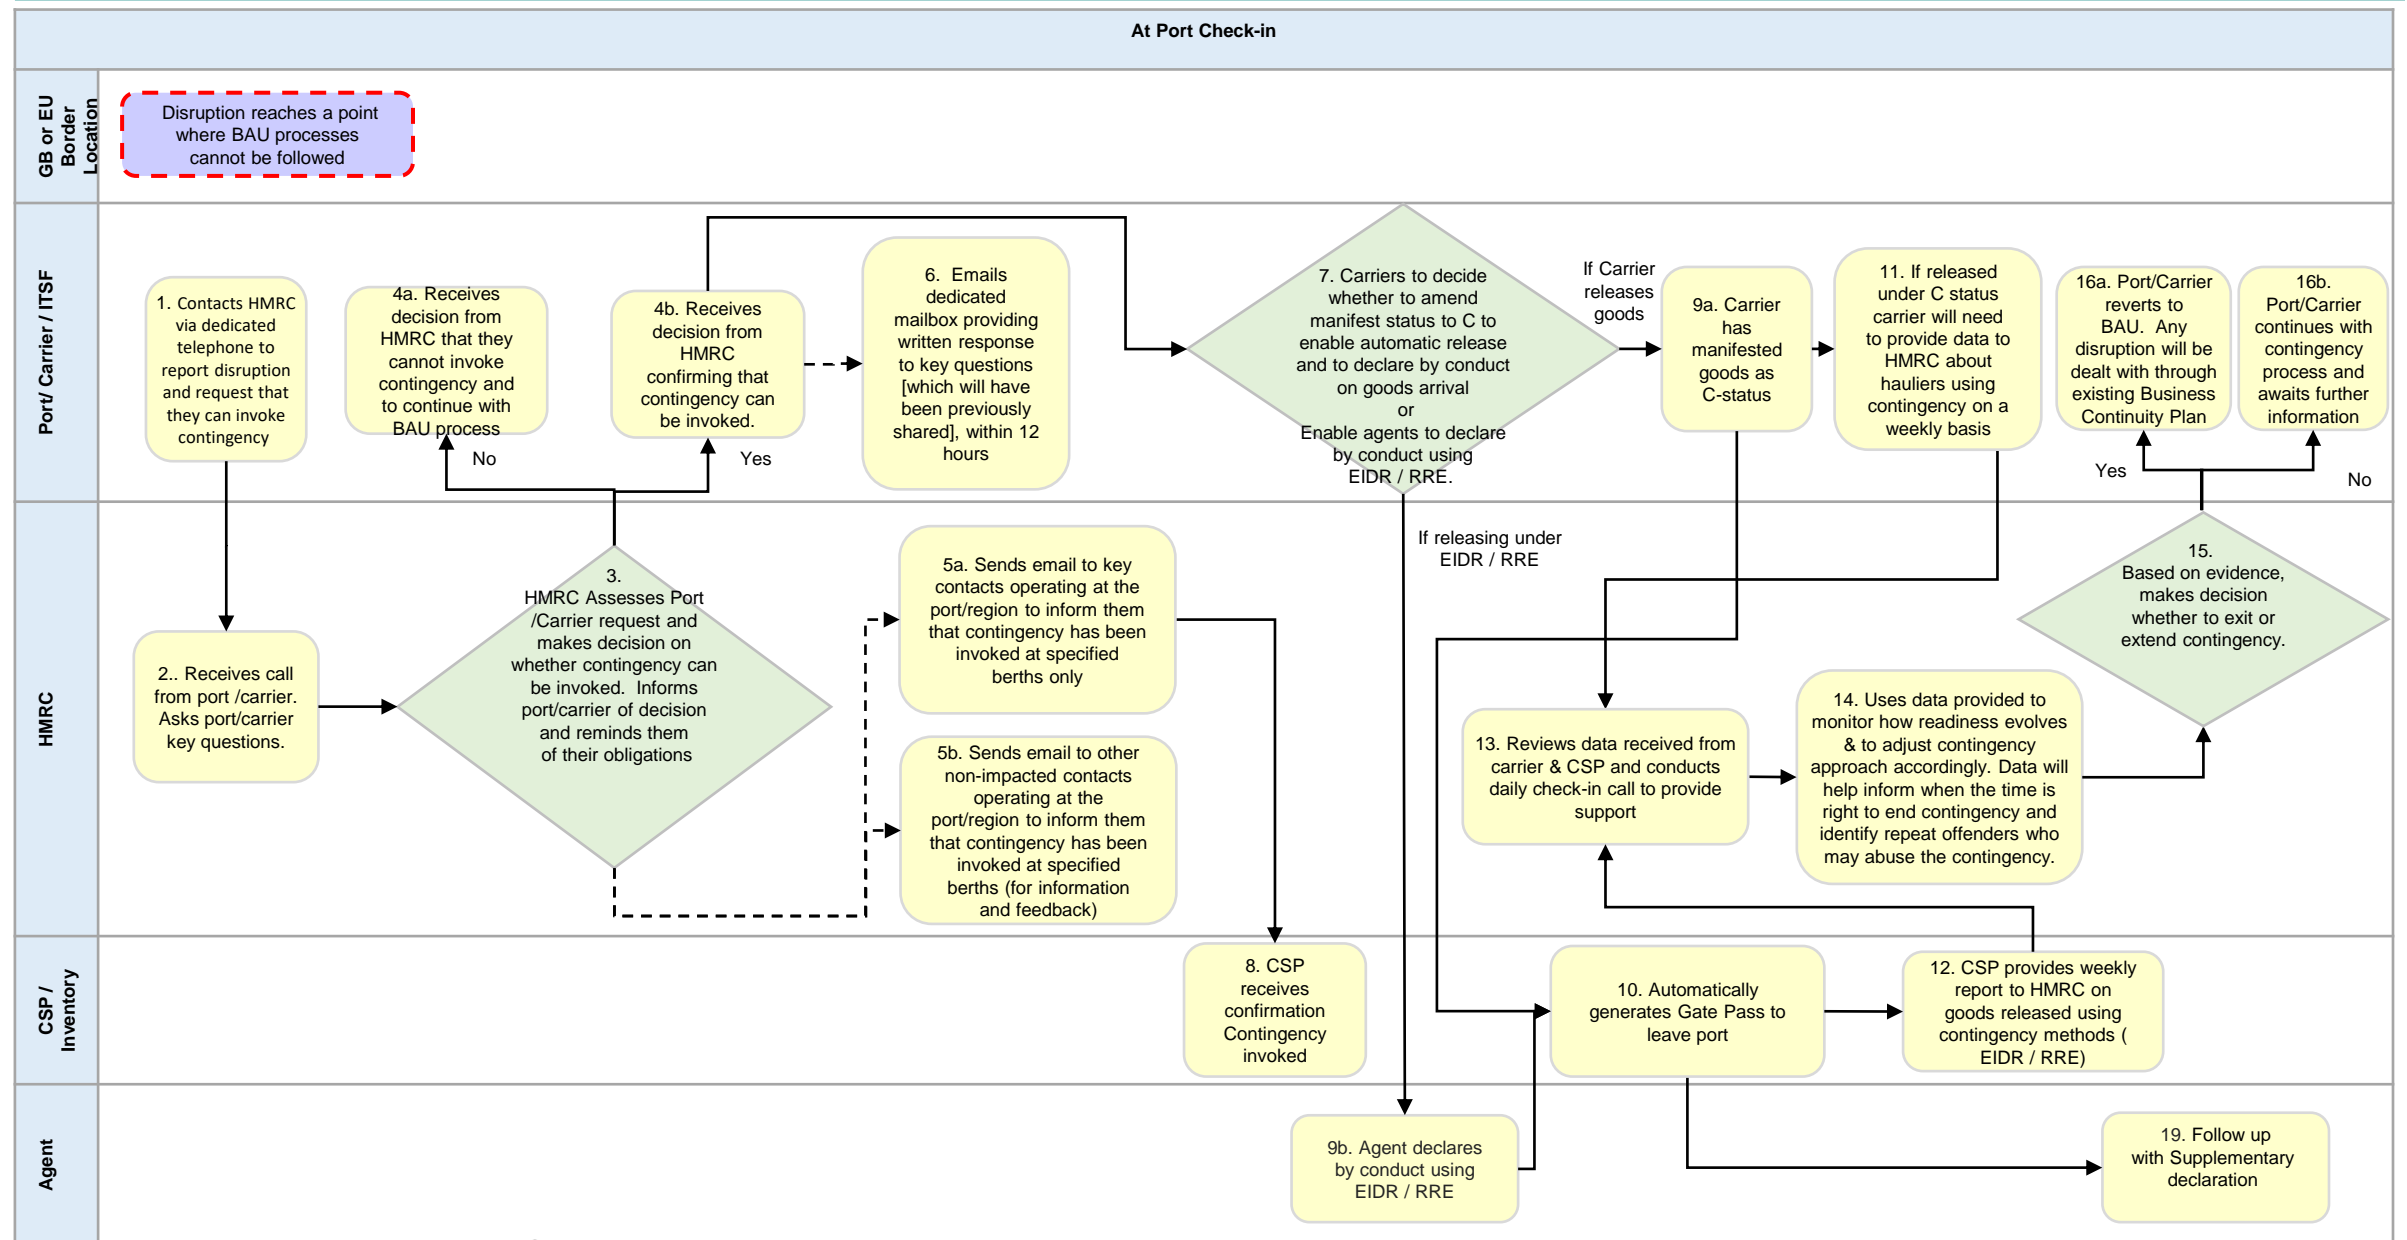 At Port Check-in
GB or EU
Border
Location
Disruption reaches a point
where BAU processes
cannot be followed
Port/ Carrier / ITSF
1. Contacts HMRC
via dedicated
telephone to
report disruption
and request that
they can invoke
contingency
4a. Receives
decision from
HMRC that they
cannot invoke
contingency and
to continue with
BAU process
No
4b. Receives
decision from
HMRC
confirming that
contingency can
be invoked.
Yes
6. Emails
dedicated
mailbox providing
written response
to key questions
[which will have
been previously
shared], within 12
hours
7. Carriers to decide
whether to amend
manifest status to C to
enable automatic release
and to declare by conduct
on goods arrival
or
Enable agents to declare
by conduct using
EIDR / RRE.
If Carrier
releases
goods
9a. Carrier
has
manifested
goods as
C-status
11. If released
under C status
carrier will need
to provide data to
HMRC about
hauliers using
contingency on a
weekly basis
16a. Port/Carrier
reverts to
BAU. Any
disruption will be
dealt with through
existing Business
Continuity Plan
16b.
Port/Carrier
continues with
contingency
process and
awaits further
information
Yes
No
HMRC
2.. Receives call
from port /carrier.
Asks port/carrier
key questions.
3.
HMRC Assesses Port
/Carrier request and
makes decision on
whether contingency can
be invoked. Informs
port/carrier of decision
and reminds them
of their obligations
5a. Sends email to key
contacts operating at the
port/region to inform them
that contingency has been
invoked at specified
berths only
5b. Sends email to other
non-impacted contacts
operating at the
port/region to inform them
that contingency has been
invoked at specified
berths (for information
and feedback)
If releasing under
EIDR / RRE
13. Reviews data received from
carrier & CSP and conducts
daily check-in call to provide
support
14. Uses data provided to
monitor how readiness evolves
& to adjust contingency
approach accordingly. Data will
help inform when the time is
right to end contingency and
identify repeat offenders who
may abuse the contingency.
15.
Based on evidence,
makes decision
whether to exit or
extend contingency.
CSP /
Inventory
8. CSP
receives
confirmation
Contingency
invoked
10. Automatically
generates Gate Pass to
leave port
12. CSP provides weekly
report to HMRC on
goods released using
contingency methods (
EIDR / RRE)
Agent
9b. Agent declares
by conduct using
EIDR / RRE
19. Follow up
with Supplementary
declaration